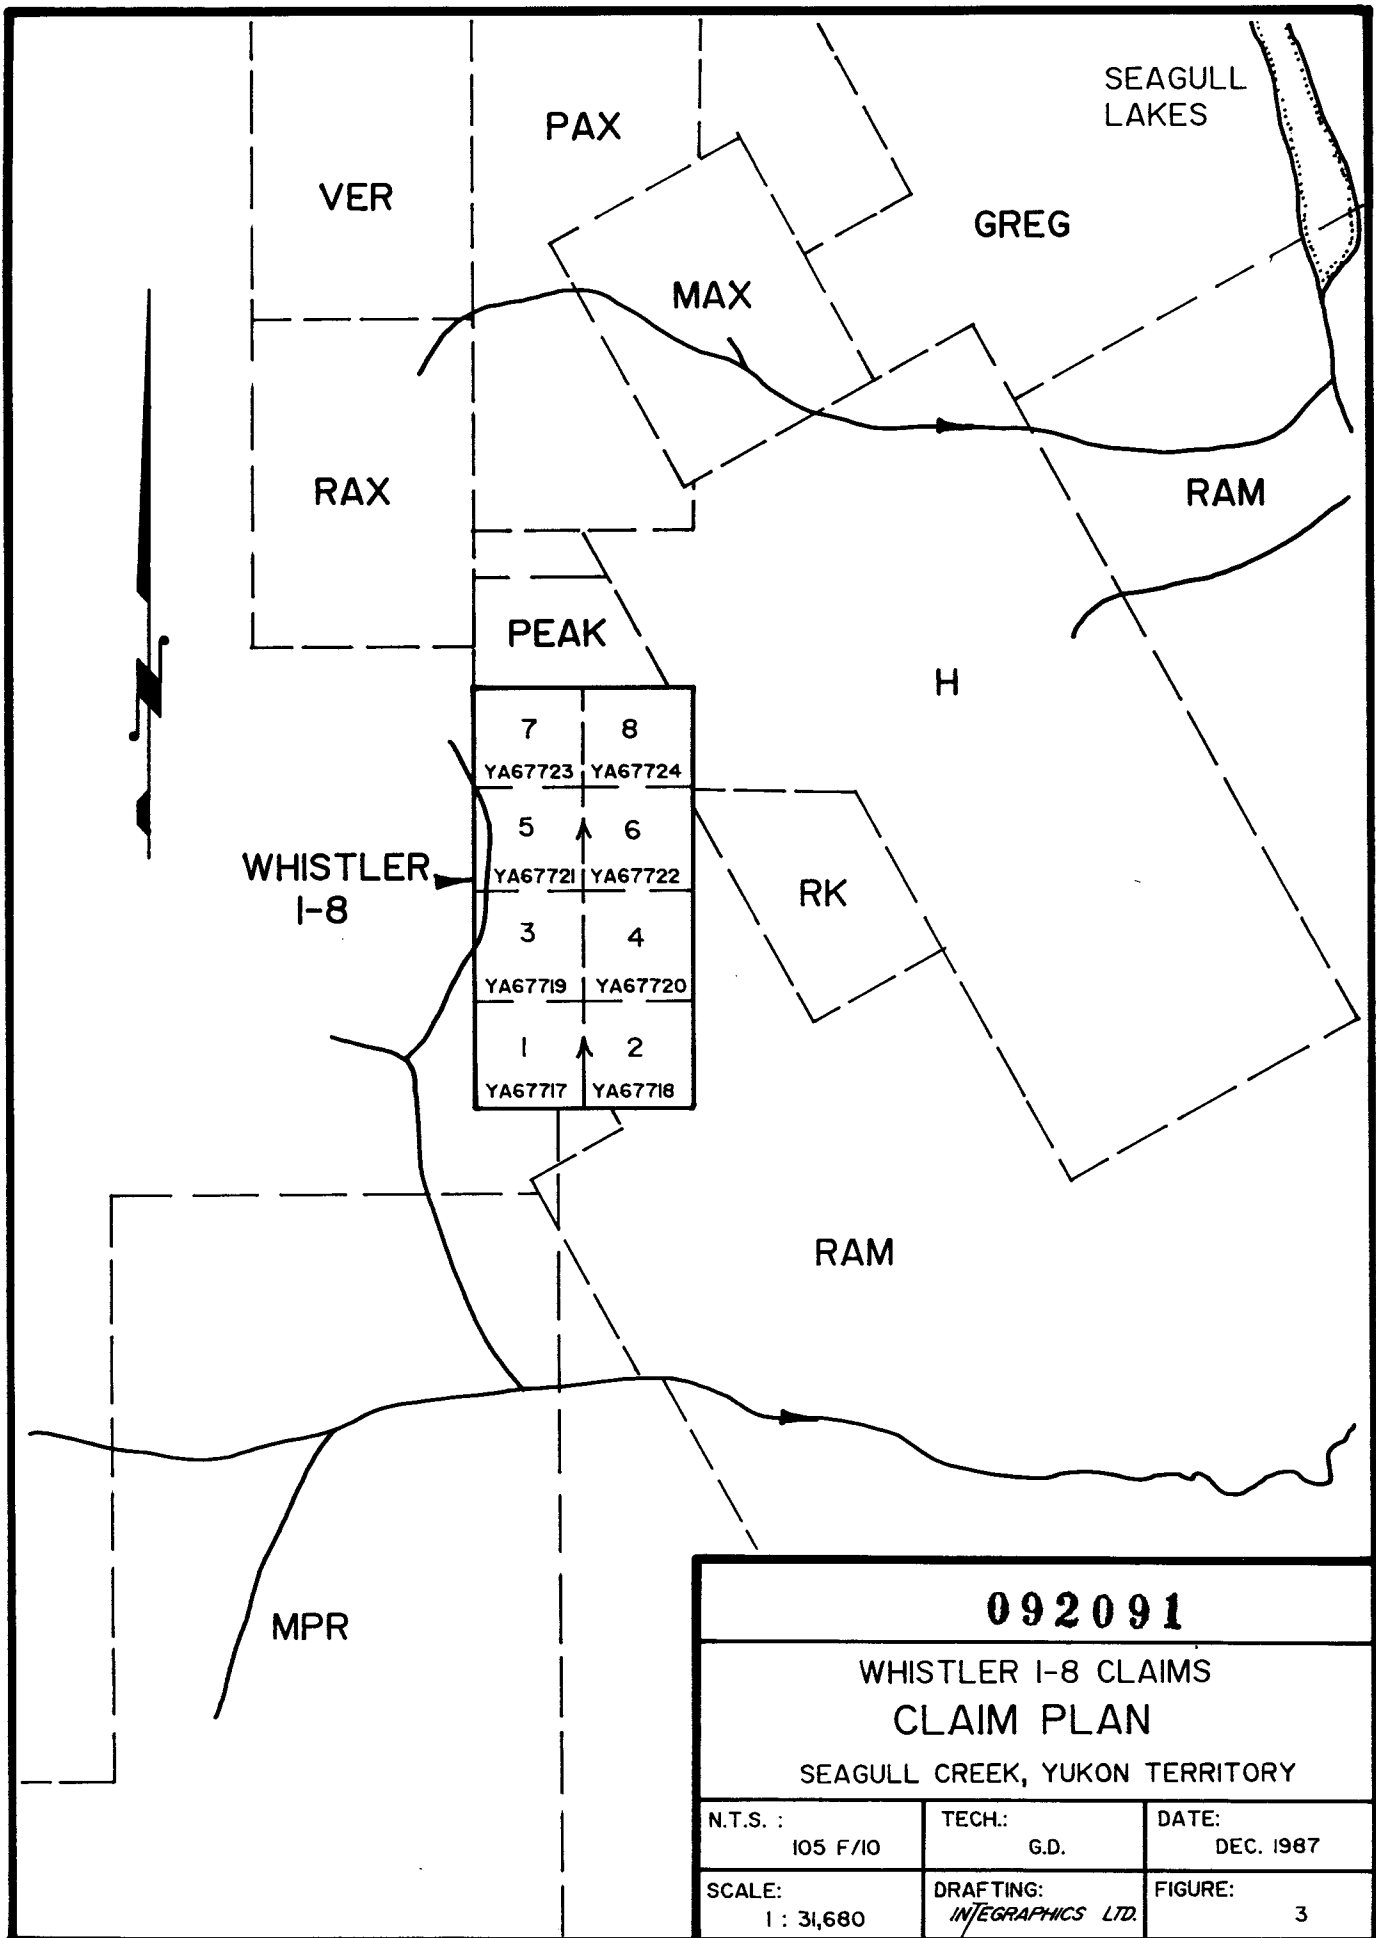 SEAGULL
LAKES
PAX
VER
GREG
MAX
RAX
RAM
PEAK
H
N
7
8
YA67723
YA67724
5
6
WHISTLER
1-8
YA67721
YA67722
RK
3
4
YA67719
YA67720
1
2
YA67717
YA67718
RAM
MPR
092091
WHISTLER 1-8 CLAIMS
CLAIM PLAN
SEAGULL CREEK, YUKON TERRITORY
N.T.S. :
105 F/10
TECH.:
G.D.
DATE:
DEC. 1987
SCALE:
1 : 31,680
DRAFTING:
INTEGRAPHICS LTD.
FIGURE:
3